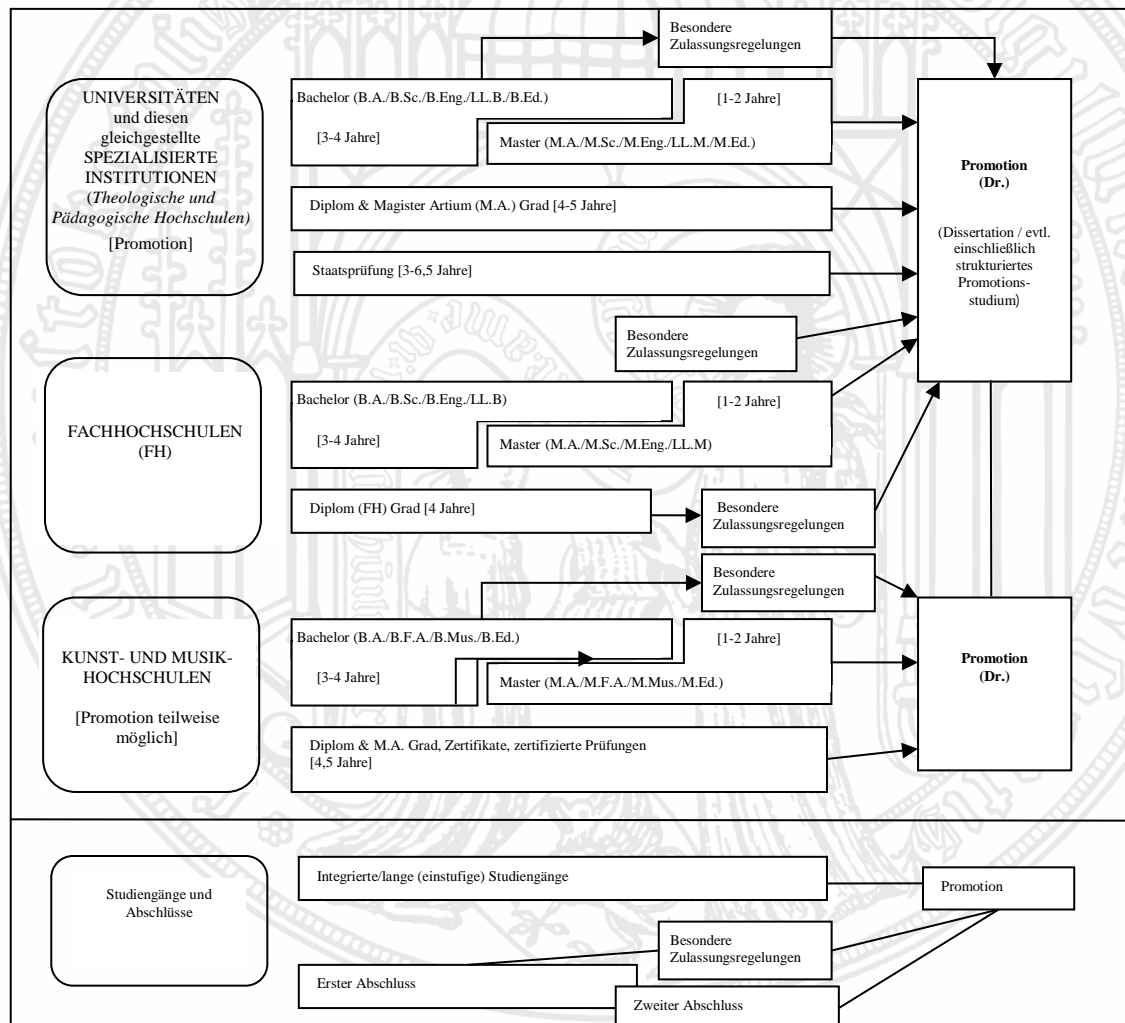 Besondere
Zulassungsregelungen
UNIVERSITÄTEN
und diesen
gleichgestellte
SPEZIALISIERTE
INSTITUTIONEN
(Theologische und
Pädagogische Hochschulen)
[Promotion]
Bachelor (B.A./B.Sc./B.Eng./LL.B./B.Ed.)
[3-4 Jahre]
[1-2 Jahre]
Master (M.A./M.Sc./M.Eng./LL.M./M.Ed.)
Diplom & Magister Artium (M.A.) Grad [4-5 Jahre]
Staatsprüfung [3-6,5 Jahre]
Promotion
(Dr.)
(Dissertation / evtl.
einschließlich
strukturiertes
Promotions-
studium)
Besondere
Zulassungsregelungen
FACHHOCHSCHULEN
(FH)
Bachelor (B.A./B.Sc./B.Eng./LL.B)
[3-4 Jahre]
[1-2 Jahre]
Master (M.A./M.Sc./M.Eng./LL.M)
Diplom (FH) Grad [4 Jahre]
Besondere
Zulassungsregelungen
Besondere
Zulassungsregelungen
KUNST- UND MUSIK-
HOCHSCHULEN
[Promotion teilweise
möglich]
Bachelor (B.A./B.F.A./B.Mus./B.Ed.)
[3-4 Jahre]
[1-2 Jahre]
Master (M.A./M.F.A./M.Mus./M.Ed.)
Diplom & M.A. Grad, Zertifikate, zertifizierte Prüfungen
[4,5 Jahre]
Promotion
(Dr.)
Studiengänge und
Abschlüsse
Integrierte/lange (einstufige) Studiengänge
Promotion
Besondere
Zulassungsregelungen
Erster Abschluss
Zweiter Abschluss